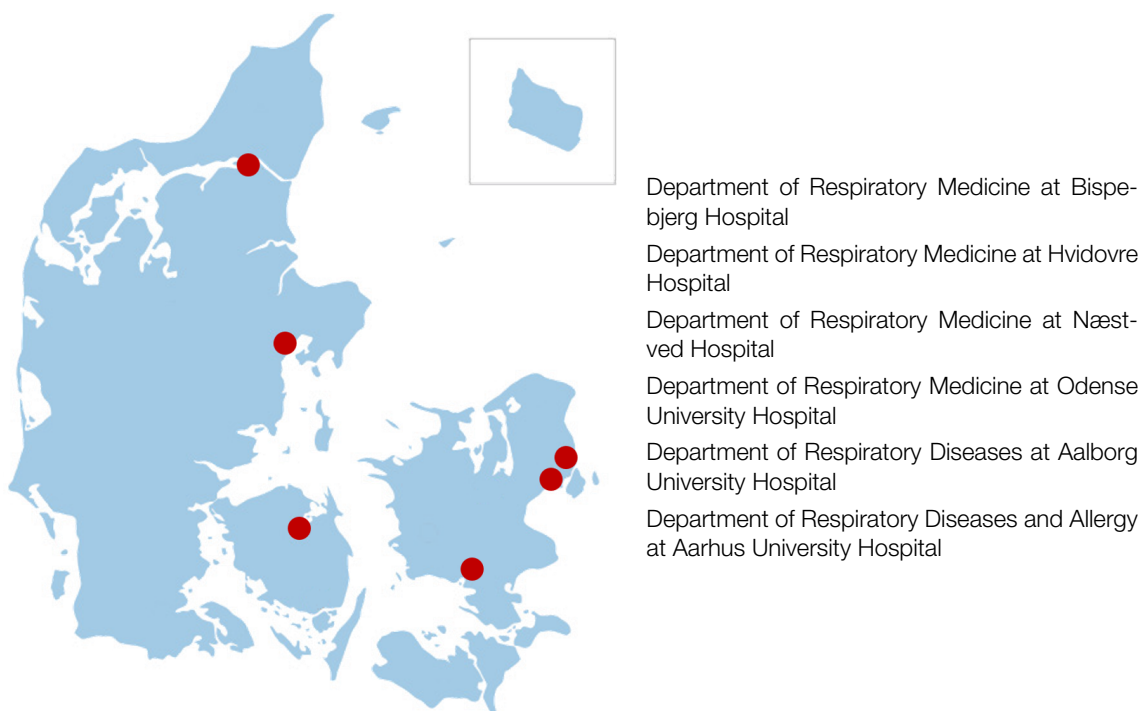 Department of Respiratory Medicine at Bispe-
bjerg Hospital
Department of Respiratory Medicine at Hvidovre
Hospital
Department of Respiratory Medicine at Næst-
ved Hospital
Department of Respiratory Medicine at Odense
University Hospital
Department of Respiratory Diseases at Aalborg
University Hospital
Department of Respiratory Diseases and Allergy
at Aarhus University Hospital